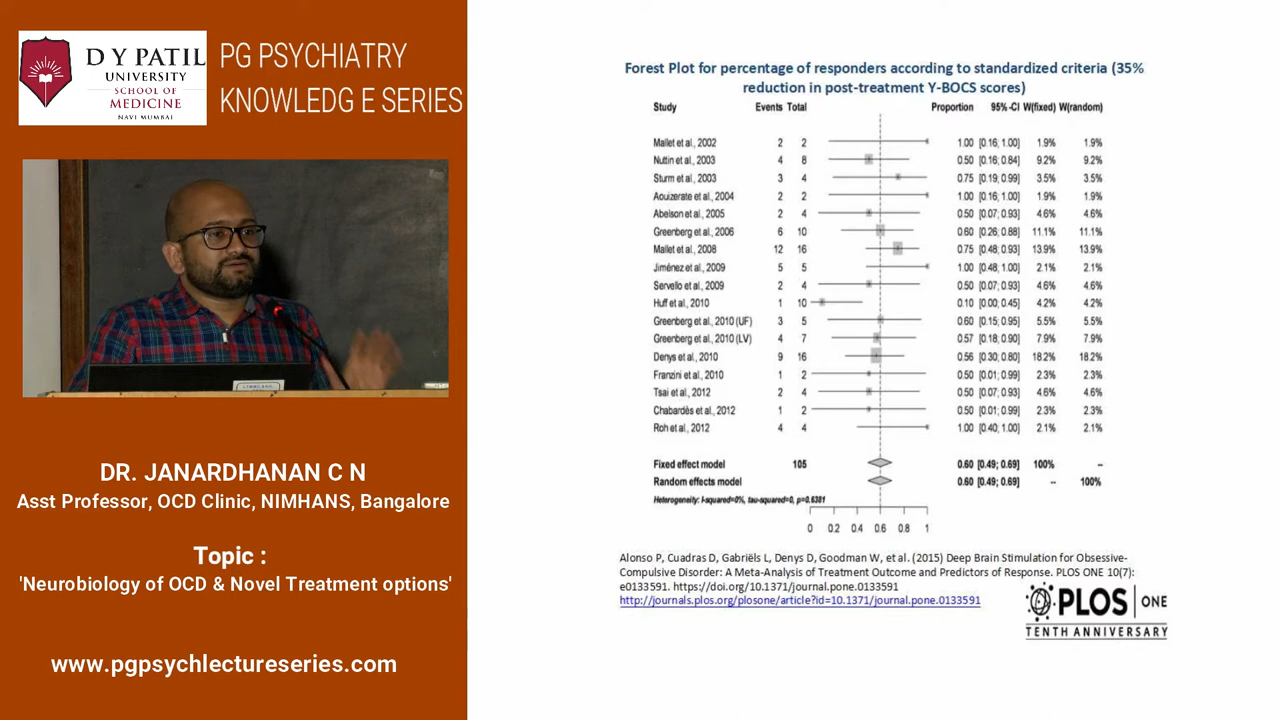 D Y PATIL
UNIVERSITY
SCHOOL OF
MEDICINE
NAVI MUMBAI
PG PSYCHIATRY
KNOWLEDG E SERIES
DR. JANARDHANAN C N
Asst Professor, OCD Clinic, NIMHANS, Bangalore
Topic :
'Neurobiology of OCD & Novel Treatment options'
www.pgpsychlectureseries.com
Forest Plot for percentage of responders according to standardized criteria (35%
reduction in post-treatment Y-BOCS scores)
Study Events Total Proportion 95%-CI W(fixed) W(random)
Mallet et al., 2002 2 2 1.00 [0.16; 1.00] 1.9% 1.9%
Nuttin et al., 2003 4 8 0.50 [0.16; 0.84] 9.2% 9.2%
Sturm et al., 2003 3 4 0.75 [0.19; 0.99] 3.5% 3.5%
Aouizerate et al., 2004 2 2 1.00 [0.16; 1.00] 1.9% 1.9%
Abelson et al., 2005 2 4 0.50 [0.07; 0.93] 4.6% 4.6%
Greenberg et al., 2006 6 10 0.60 [0.26; 0.88] 11.1% 11.1%
Mallet et al., 2008 12 16 0.75 [0.48; 0.93] 13.9% 13.9%
Jiménez et al., 2009 5 5 1.00 [0.48; 1.00] 2.1% 2.1%
Servello et al., 2009 2 4 0.50 [0.07; 0.93] 4.6% 4.6%
Huff et al., 2010 1 10 0.10 [0.00; 0.45] 4.2% 4.2%
Greenberg et al., 2010 (UF) 3 5 0.60 [0.15; 0.95] 5.5% 5.5%
Greenberg et al., 2010 (LV) 4 7 0.57 [0.18; 0.90] 7.9% 7.9%
Denys et al., 2010 9 16 0.56 [0.30; 0.80] 18.2% 18.2%
Franzini et al., 2010 1 2 0.50 [0.01; 0.99] 2.3% 2.3%
Tsai et al., 2012 2 4 0.50 [0.07; 0.93] 4.6% 4.6%
Chabardès et al., 2012 1 2 0.50 [0.01; 0.99] 2.3% 2.3%
Roh et al., 2012 4 4 1.00 [0.40; 1.00] 2.1% 2.1%
Fixed effect model 105 0.60 [0.49; 0.69] 100% --
Random effects model 0.60 [0.49; 0.69] -- 100%
Heterogeneity: I-squared=0%, tau-squared=0, p=0.6381
0 0.2 0.4 0.6 0.8 1
Alonso P, Cuadras D, Gabriëls L, Denys D, Goodman W, et al. (2015) Deep Brain Stimulation for Obsessive-
Compulsive Disorder: A Meta-Analysis of Treatment Outcome and Predictors of Response. PLOS ONE 10(7):
e0133591. https://doi.org/10.1371/journal.pone.0133591
http://journals.plos.org/plosone/article?id=10.1371/journal.pone.0133591
PLOS ONE
TENTH ANNIVERSARY